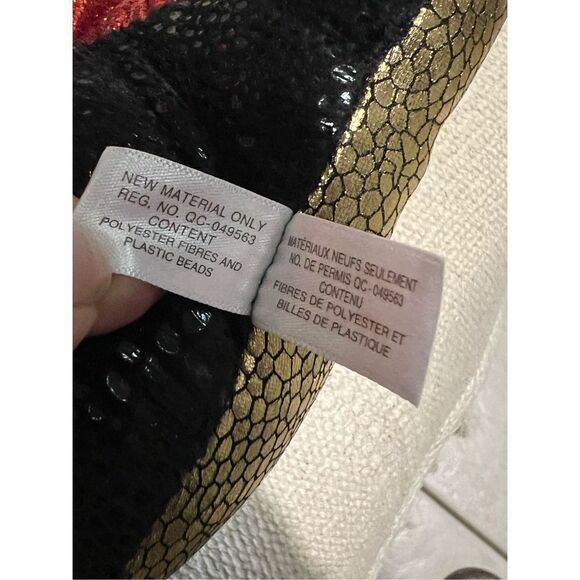 NEW MATERIAL ONLY
REG. NO. QC-049563
CONTENT
POLYESTER FIBRES AND
PLASTIC BEADS
MATÉRIAUX NEUFS SEULEMENT
NO. DE PERMIS QC-049563
CONTENU
FIBRES DE POLYESTER ET
BILLES DE PLASTIQUE